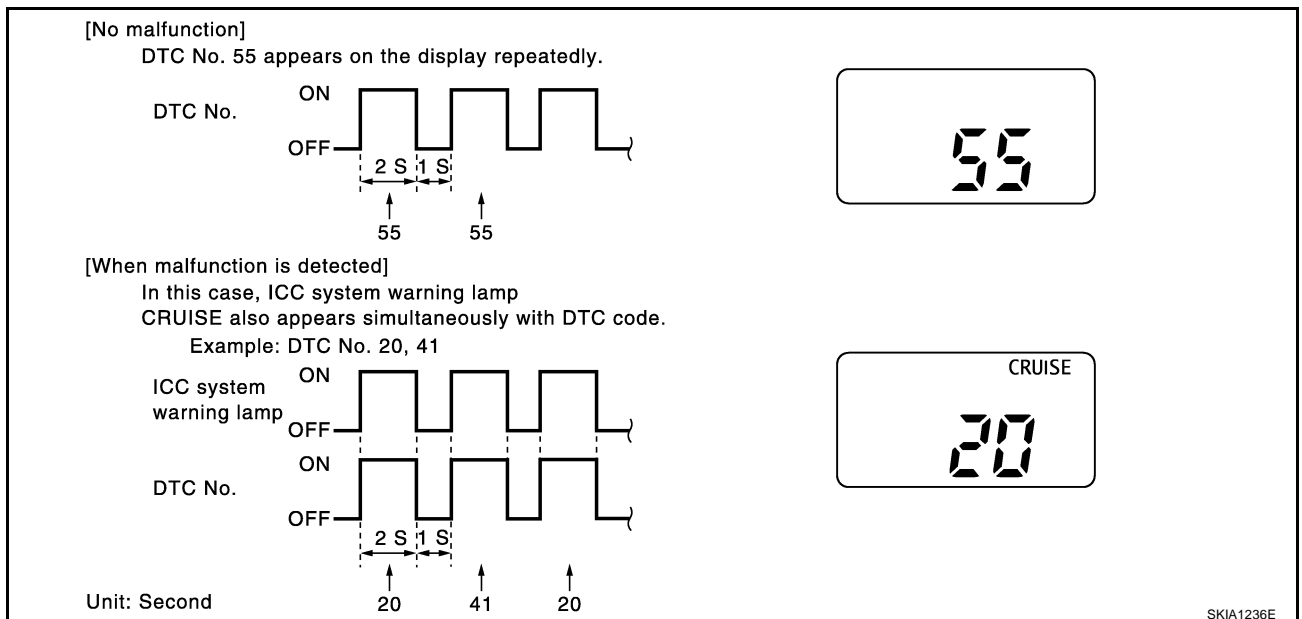 [No malfunction]
DTC No. 55 appears on the display repeatedly.
ON
DTC No.
OFF
2 S 1 S
55 55
55
[When malfunction is detected]
In this case, ICC system warning lamp
CRUISE also appears simultaneously with DTC code.
Example: DTC No. 20, 41
ICC system
warning lamp
ON
OFF
ON
DTC No.
OFF
2 S 1 S
20 41 20
CRUISE
20
Unit: Second
SKIA1236E